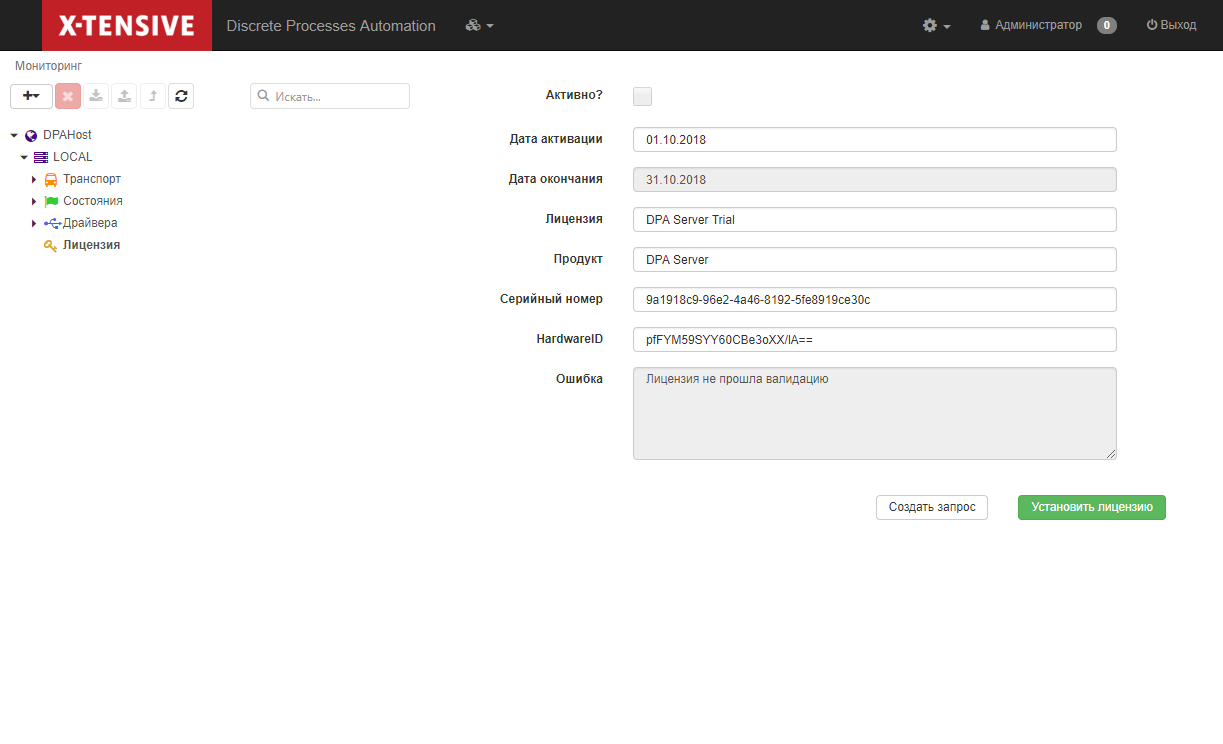 X-TENSIVE Discrete Processes Automation Администратор 0 Выход
Мониторинг
Искать...
DPAHost
LOCAL
Транспорт
Состояния
Драйвера
Лицензия
Активно?
Дата активации 01.10.2018
Дата окончания 31.10.2018
Лицензия DPA Server Trial
Продукт DPA Server
Серийный номер 9a1918c9-96e2-4a46-8192-5fe8919ce30c
HardwareID pfFYM59SYY60CBe3oXX/IA==
Ошибка Лицензия не прошла валидацию
Создать запрос Установить лицензию